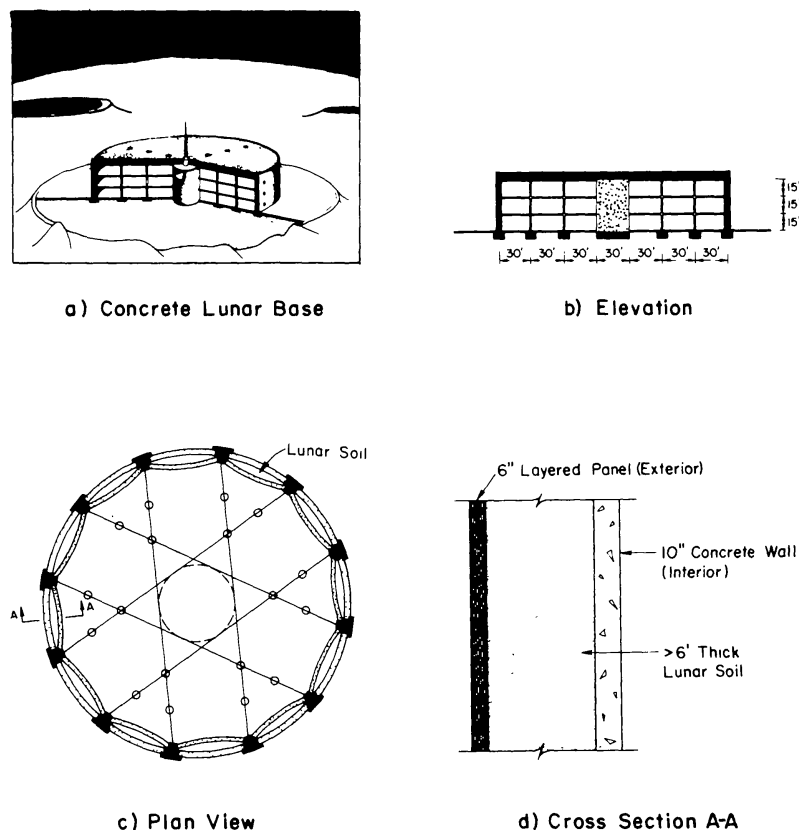 15'
15'
15'
30' 30' 30' 30' 30' 30' 30'
a) Concrete Lunar Base
b) Elevation
Lunar Soil
A A
6" Layered Panel (Exterior)
10" Concrete Wall
(Interior)
>6' Thick
Lunar Soil
c) Plan View
d) Cross Section A-A